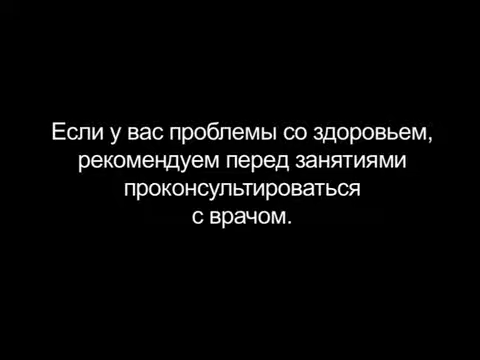 Если у вас проблемы со здоровьем,
рекомендуем перед занятиями
проконсультироваться
с врачом.